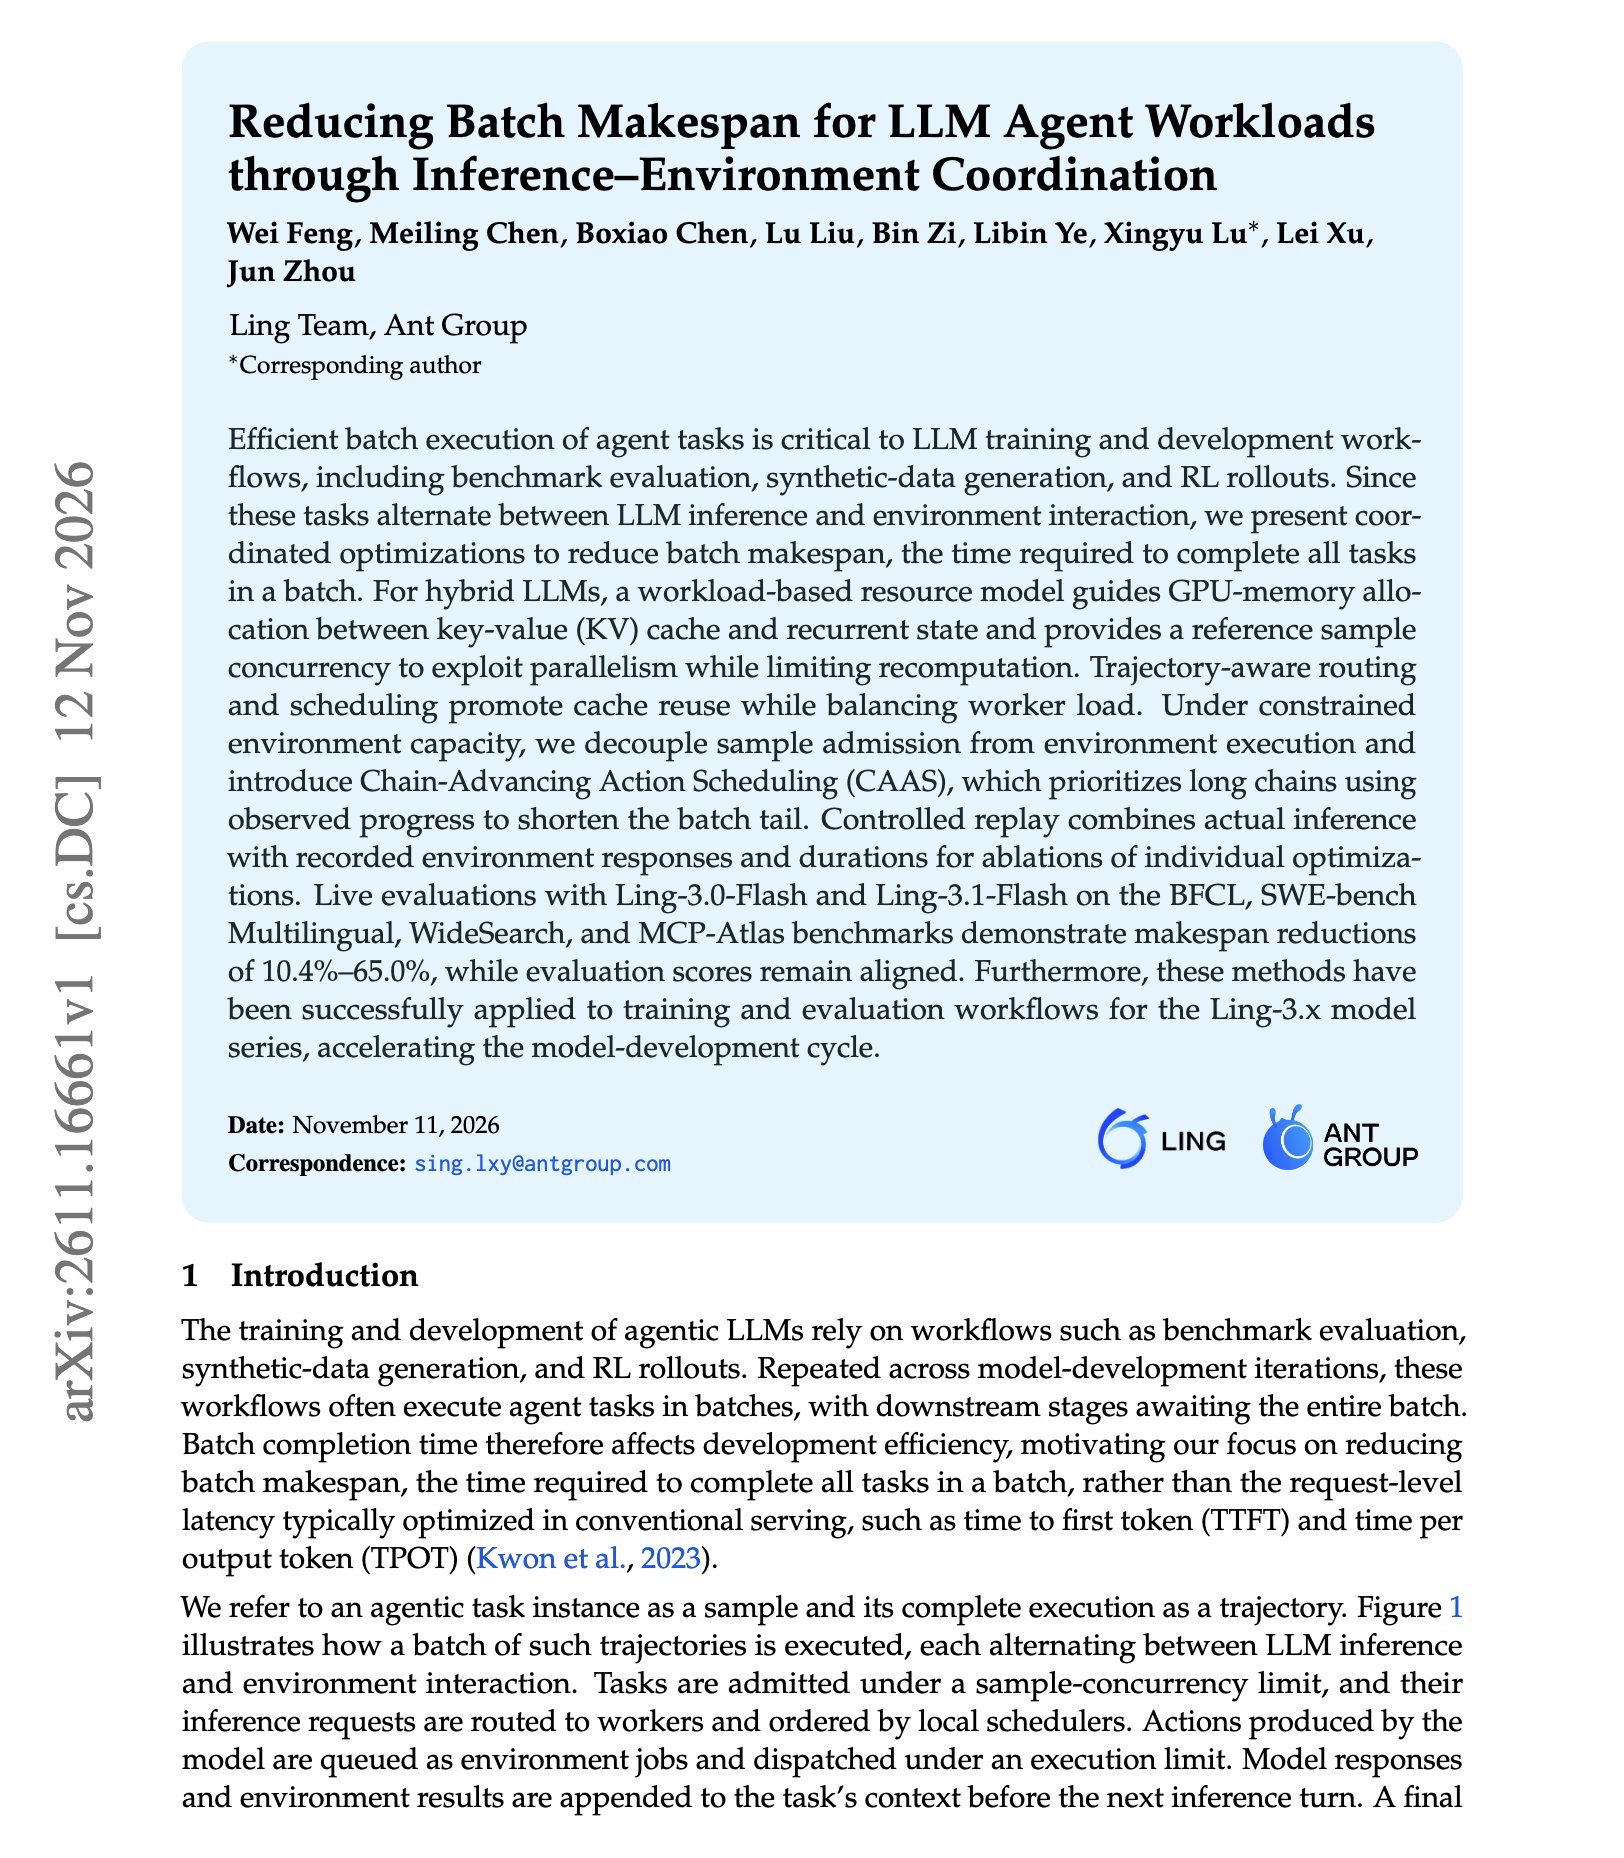 Reducing Batch Makespan for LLM Agent Workloads
through Inference–Environment Coordination
Wei Feng, Meiling Chen, Boxiao Chen, Lu Liu, Bin Zi, Libin Ye, Xingyu Lu*, Lei Xu,
Jun Zhou
Ling Team, Ant Group
*Corresponding author
Efficient batch execution of agent tasks is critical to LLM training and development work-
flows, including benchmark evaluation, synthetic-data generation, and RL rollouts. Since
these tasks alternate between LLM inference and environment interaction, we present coor-
dinated optimizations to reduce batch makespan, the time required to complete all tasks
in a batch. For hybrid LLMs, a workload-based resource model guides GPU-memory allo-
cation between key-value (KV) cache and recurrent state and provides a reference sample
concurrency to exploit parallelism while limiting recomputation. Trajectory-aware routing
and scheduling promote cache reuse while balancing worker load. Under constrained
environment capacity, we decouple sample admission from environment execution and
introduce Chain-Advancing Action Scheduling (CAAS), which prioritizes long chains using
observed progress to shorten the batch tail. Controlled replay combines actual inference
with recorded environment responses and durations for ablations of individual optimiza-
tions. Live evaluations with Ling-3.0-Flash and Ling-3.1-Flash on the BFCL, SWE-bench
Multilingual, WideSearch, and MCP-Atlas benchmarks demonstrate makespan reductions
of 10.4%–65.0%, while evaluation scores remain aligned. Furthermore, these methods have
been successfully applied to training and evaluation workflows for the Ling-3.x model
series, accelerating the model-development cycle.
Date: November 11, 2026
Correspondence: sing.lxy@antgroup.com
LING
ANT
GROUP
arXiv:2611.16661v1 [cs.DC] 12 Nov 2026
1 Introduction
The training and development of agentic LLMs rely on workflows such as benchmark evaluation,
synthetic-data generation, and RL rollouts. Repeated across model-development iterations, these
workflows often execute agent tasks in batches, with downstream stages awaiting the entire batch.
Batch completion time therefore affects development efficiency, motivating our focus on reducing
batch makespan, the time required to complete all tasks in a batch, rather than the request-level
latency typically optimized in conventional serving, such as time to first token (TTFT) and time per
output token (TPOT) (Kwon et al., 2023).
We refer to an agentic task instance as a sample and its complete execution as a trajectory. Figure 1
illustrates how a batch of such trajectories is executed, each alternating between LLM inference
and environment interaction. Tasks are admitted under a sample-concurrency limit, and their
inference requests are routed to workers and ordered by local schedulers. Actions produced by the
model are queued as environment jobs and dispatched under an execution limit. Model responses
and environment results are appended to the task's context before the next inference turn. A final